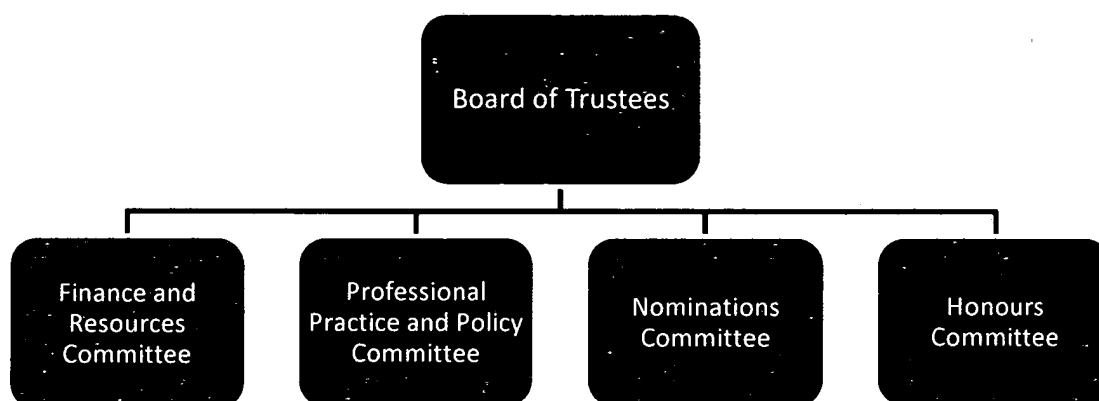 Board of Trustees
Finance and
Resources
Committee
Professional
Practice and Policy
Committee
Nominations
Committee
Honours
Committee